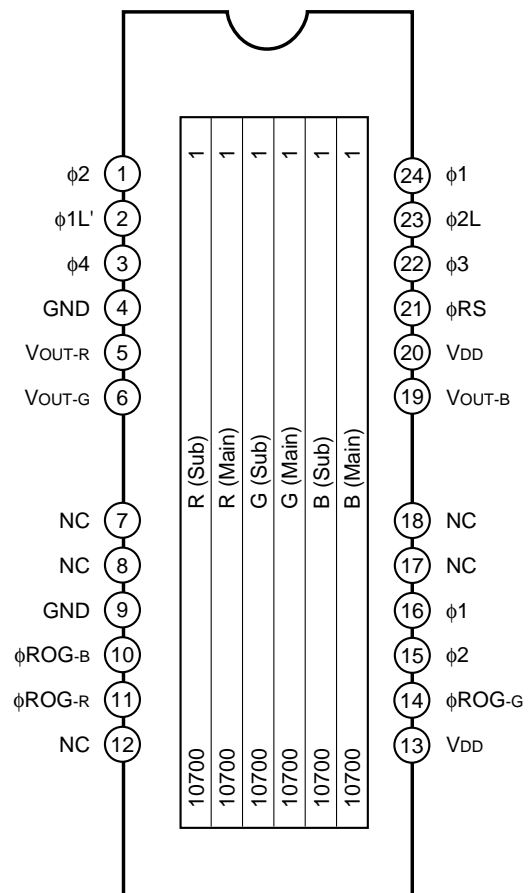 φ2 1
φ1L' 2
φ4 3
GND 4
VOUT-R 5
VOUT-G 6
NC 7
NC 8
GND 9
φROG-B 10
φROG-R 11
NC 12
1 1 1 1 1 1
R (Sub)
R (Main)
G (Sub)
G (Main)
B (Sub)
B (Main)
10700 10700 10700 10700 10700 10700
24 φ1
23 φ2L
22 φ3
21 φRS
20 VDD
19 VOUT-B
18 NC
17 NC
16 φ1
15 φ2
14 φROG-G
13 VDD